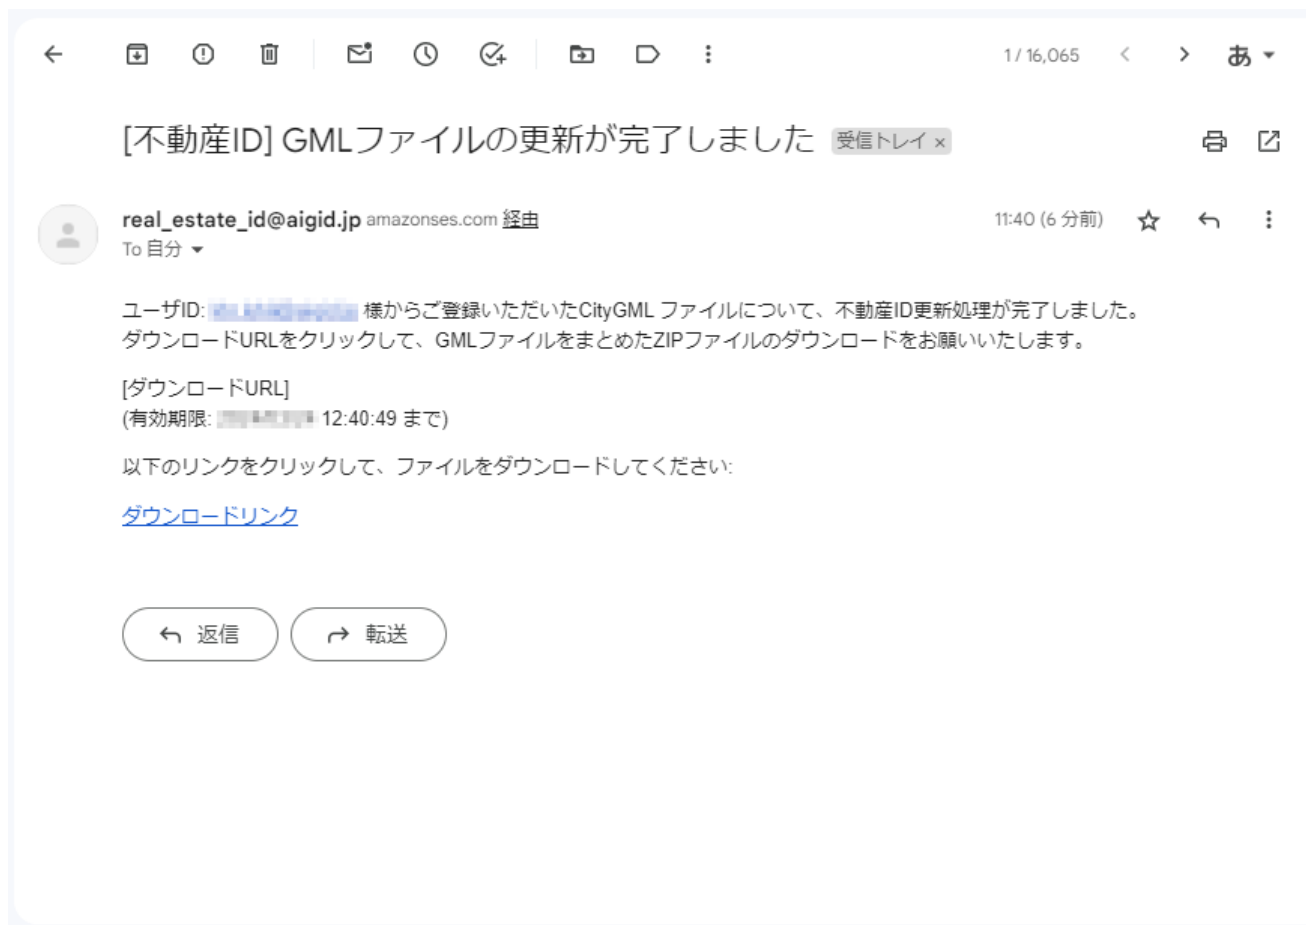 1 / 16,065
あ
[不動産ID] GMLファイルの更新が完了しました 受信トレイ ×
real_estate_id@aigid.jp amazonses.com 経由 11:40 (6 分前)
To 自分
ユーザID: 様からご登録いただいたCityGML ファイルについて、不動産ID更新処理が完了しました。
ダウンロードURLをクリックして、GMLファイルをまとめたZIPファイルのダウンロードをお願いいたします。
[ダウンロードURL]
(有効期限: 12:40:49 まで)
以下のリンクをクリックして、ファイルをダウンロードしてください:
ダウンロードリンク
返信 転送